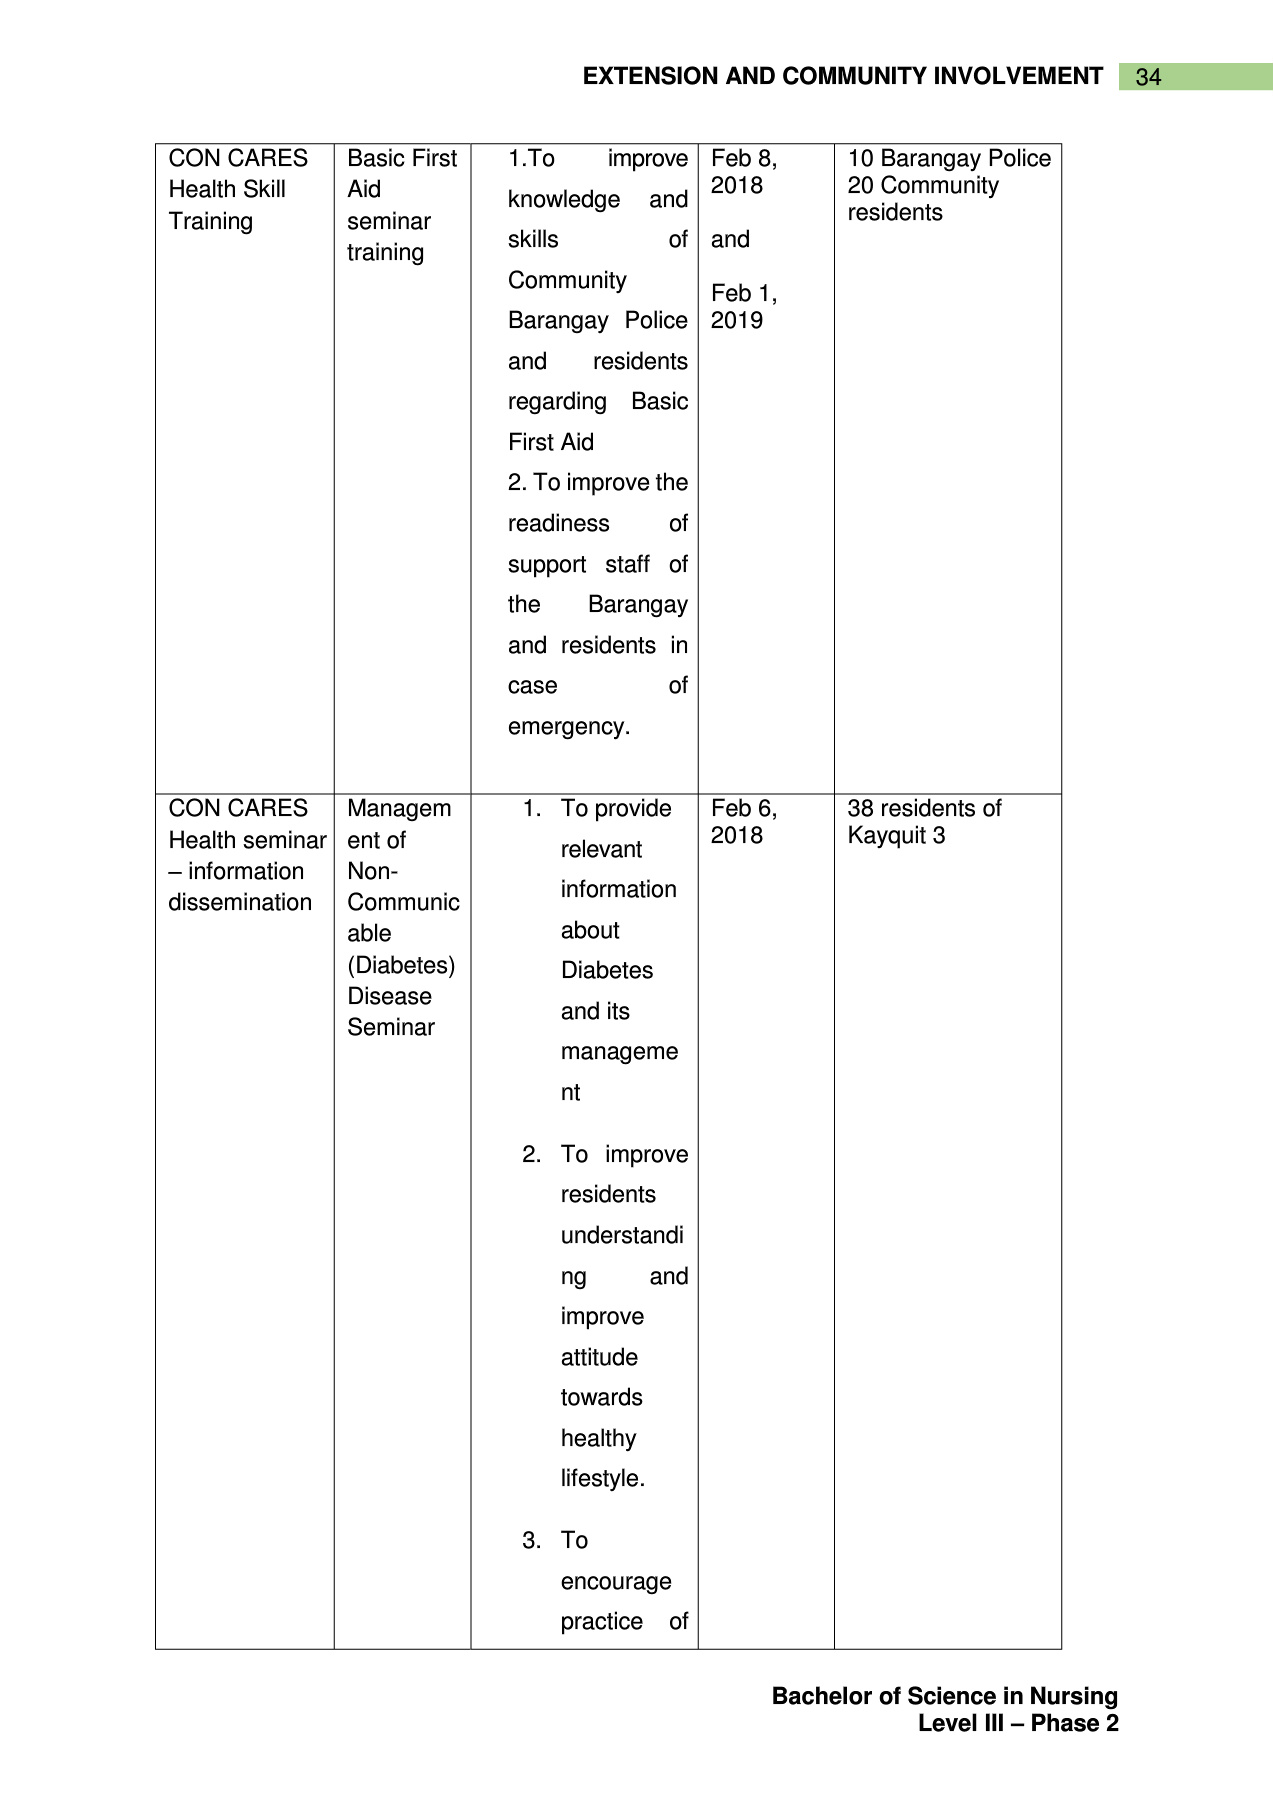 EXTENSION AND COMMUNITY INVOLVEMENT 34
CON CARES
Health Skill
Training
Basic First
Aid
seminar
training
1.To improve
knowledge and
skills of
Community
Barangay Police
and residents
regarding Basic
First Aid
2. To improve the
readiness of
support staff of
the Barangay
and residents in
case of
emergency.
Feb 8,
2018
and
Feb 1,
2019
10 Barangay Police
20 Community
residents
CON CARES
Health seminar
– information
dissemination
Managem
ent of
Non-
Communic
able
(Diabetes)
Disease
Seminar
1. To provide
relevant
information
about
Diabetes
and its
manageme
nt
2. To improve
residents
understandi
ng and
improve
attitude
towards
healthy
lifestyle.
3. To
encourage
practice of
Feb 6,
2018
38 residents of
Kayquit 3
Bachelor of Science in Nursing
Level III – Phase 2